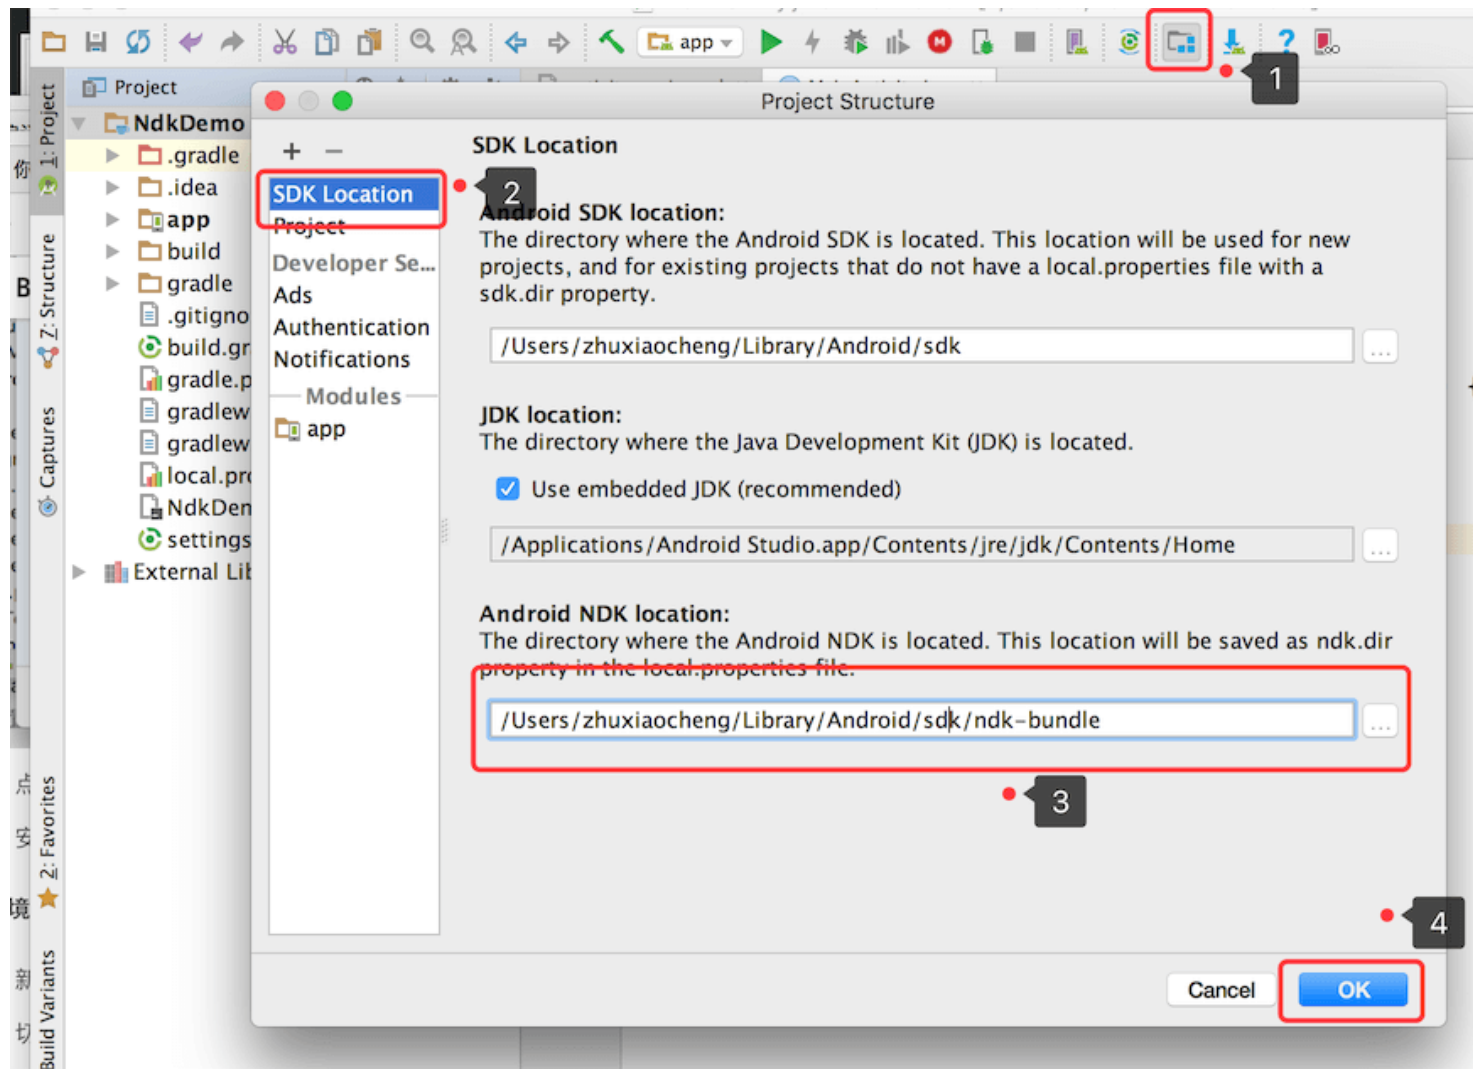 app
1
Project
Project Structure
1: Project
NdkDemo
.gradle
.idea
app
build
gradle
.gitigno
build.gr
gradle.p
gradlew
gradlew
local.pro
NdkDen
settings
External Lib
Z: Structure
Captures
2: Favorites
Build Variants
SDK Location
2
Project
Developer Se...
Ads
Authentication
Notifications
Modules
app
SDK Location
Android SDK location:
The directory where the Android SDK is located. This location will be used for new
projects, and for existing projects that do not have a local.properties file with a
sdk.dir property.
/Users/zhuxiaocheng/Library/Android/sdk
...
JDK location:
The directory where the Java Development Kit (JDK) is located.
Use embedded JDK (recommended)
/Applications/Android Studio.app/Contents/jre/jdk/Contents/Home
...
Android NDK location:
The directory where the Android NDK is located. This location will be saved as ndk.dir
property in the local.properties file.
/Users/zhuxiaocheng/Library/Android/sdk/ndk-bundle
...
3
4
Cancel
OK